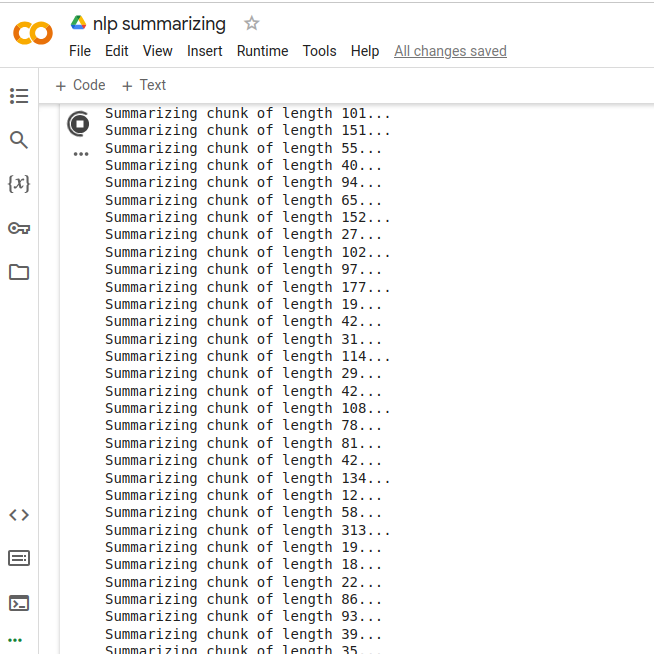 nlp summarizing
File Edit View Insert Runtime Tools Help All changes saved
+ Code + Text
Summarizing chunk of length 101...
Summarizing chunk of length 151...
Summarizing chunk of length 55...
Summarizing chunk of length 40...
Summarizing chunk of length 94...
Summarizing chunk of length 65...
Summarizing chunk of length 152...
Summarizing chunk of length 27...
Summarizing chunk of length 102...
Summarizing chunk of length 97...
Summarizing chunk of length 177...
Summarizing chunk of length 19...
Summarizing chunk of length 42...
Summarizing chunk of length 31...
Summarizing chunk of length 114...
Summarizing chunk of length 29...
Summarizing chunk of length 42...
Summarizing chunk of length 108...
Summarizing chunk of length 78...
Summarizing chunk of length 81...
Summarizing chunk of length 42...
Summarizing chunk of length 134...
Summarizing chunk of length 12...
Summarizing chunk of length 58...
Summarizing chunk of length 313...
Summarizing chunk of length 19...
Summarizing chunk of length 18...
Summarizing chunk of length 22...
Summarizing chunk of length 86...
Summarizing chunk of length 93...
Summarizing chunk of length 39...
Summarizing chunk of length 35...